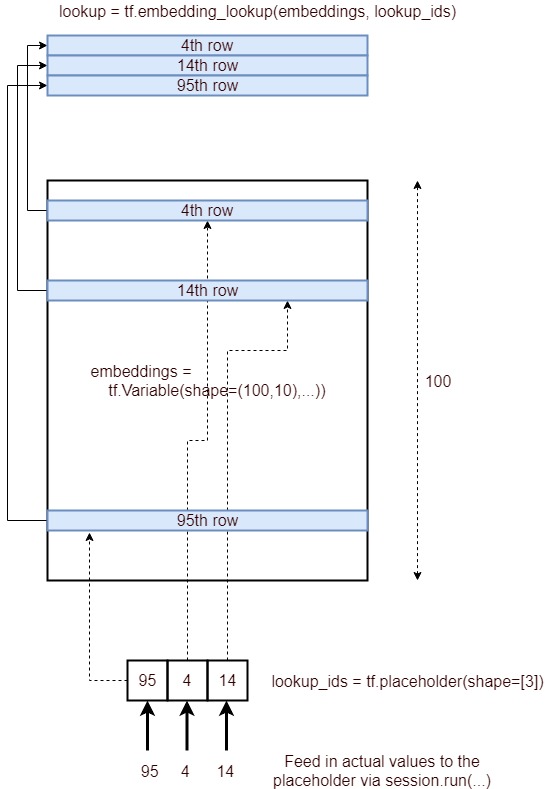 lookup = tf.embedding_lookup(embeddings, lookup_ids)
4th row
14th row
95th row
4th row
14th row
embeddings =
tf.Variable(shape=(100,10),...))
100
95th row
95 4 14
lookup_ids = tf.placeholder(shape=[3])
95 4 14
Feed in actual values to the
placeholder via session.run(...)